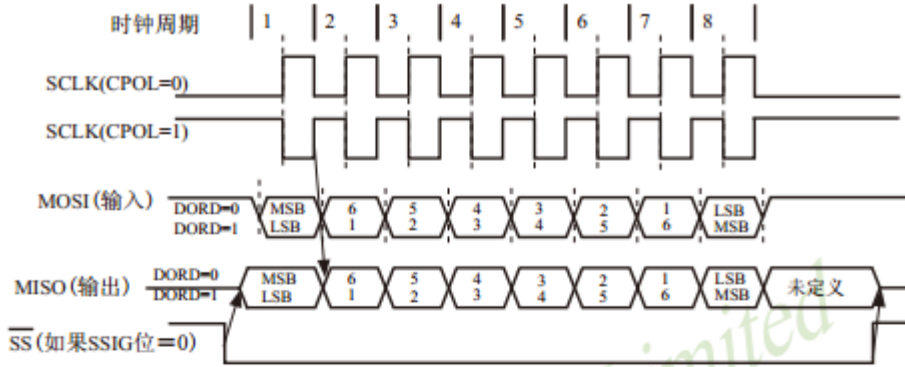 时钟周期 1 2 3 4 5 6 7 8
SCLK(CPOL=0)
SCLK(CPOL=1)
MOSI(输入) DORD=0 MSB 6 5 4 3 2 1 LSB
DORD=1 LSB 1 2 3 4 5 6 MSB
MISO(输出) DORD=0 MSB 6 5 4 3 2 1 LSB 未定义
DORD=1 LSB 1 2 3 4 5 6 MSB
SS(如果SSIG位=0)
Limited